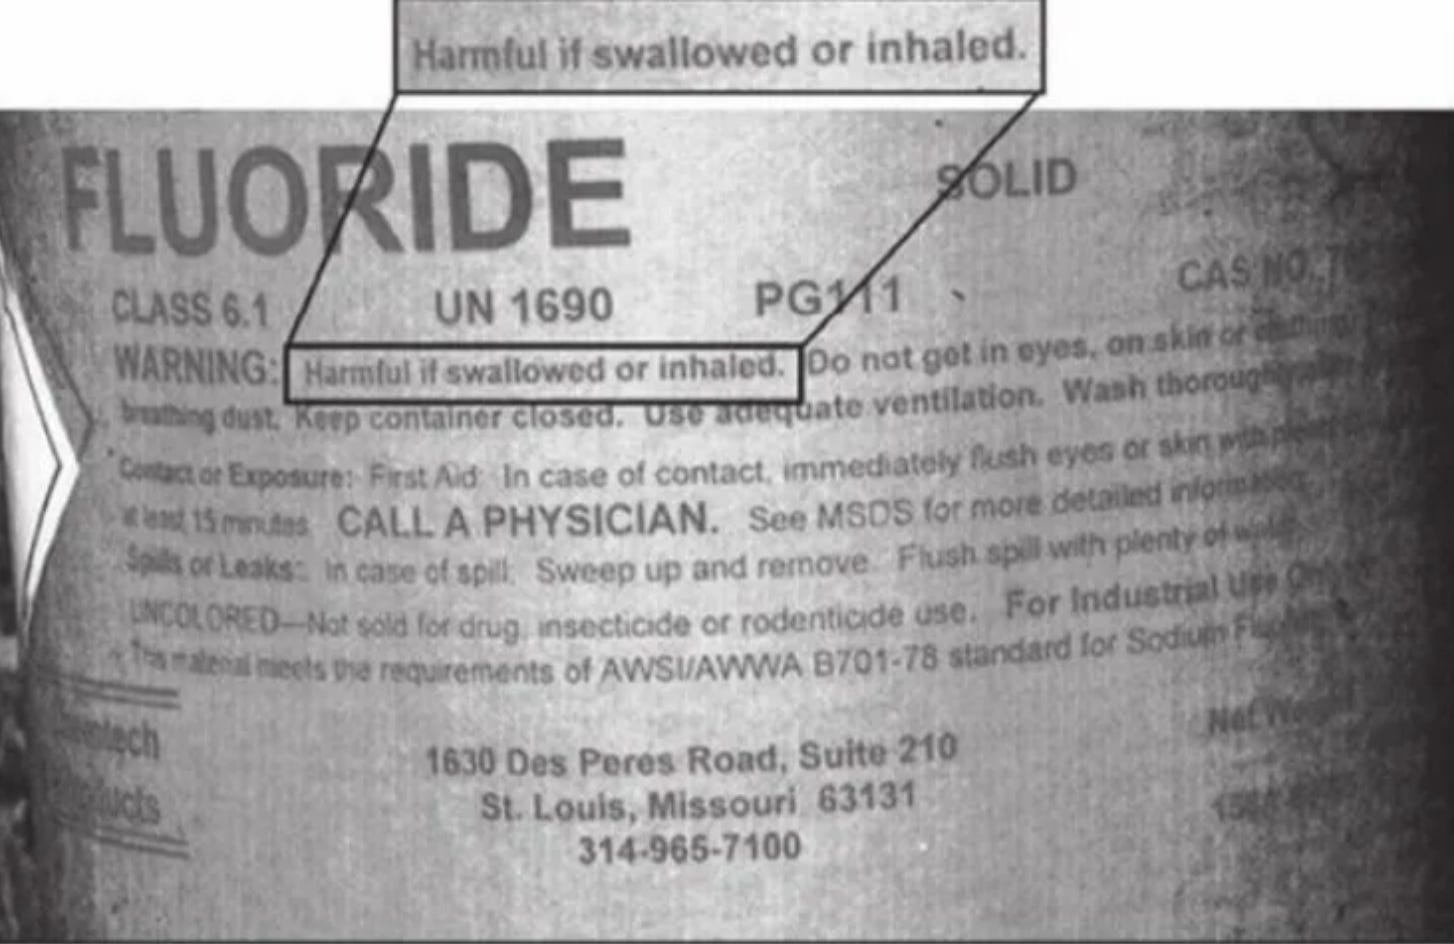 Harmful if swallowed or inhaled.
FLUORIDE
SOLID
CLASS 6.1 UN 1690 PG111 CAS NO. 7
WARNING: Harmful if swallowed or inhaled. Do not get in eyes, on skin or clothing
breathing dust. Keep container closed. Use adequate ventilation. Wash thoroughly
Contact or Exposure: First Aid: In case of contact, immediately flush eyes or skin with plenty
at least 15 minutes. CALL A PHYSICIAN. See MSDS for more detailed information.
Spills or Leaks: In case of spill: Sweep up and remove. Flush spill with plenty of water.
UNCOLORED—Not sold for drug, insecticide or rodenticide use. For Industrial Use
This material meets the requirements of AWSI/AWWA B701-78 standard for Sodium
Net
1630 Des Peres Road, Suite 210
St. Louis, Missouri 63131
314-965-7100